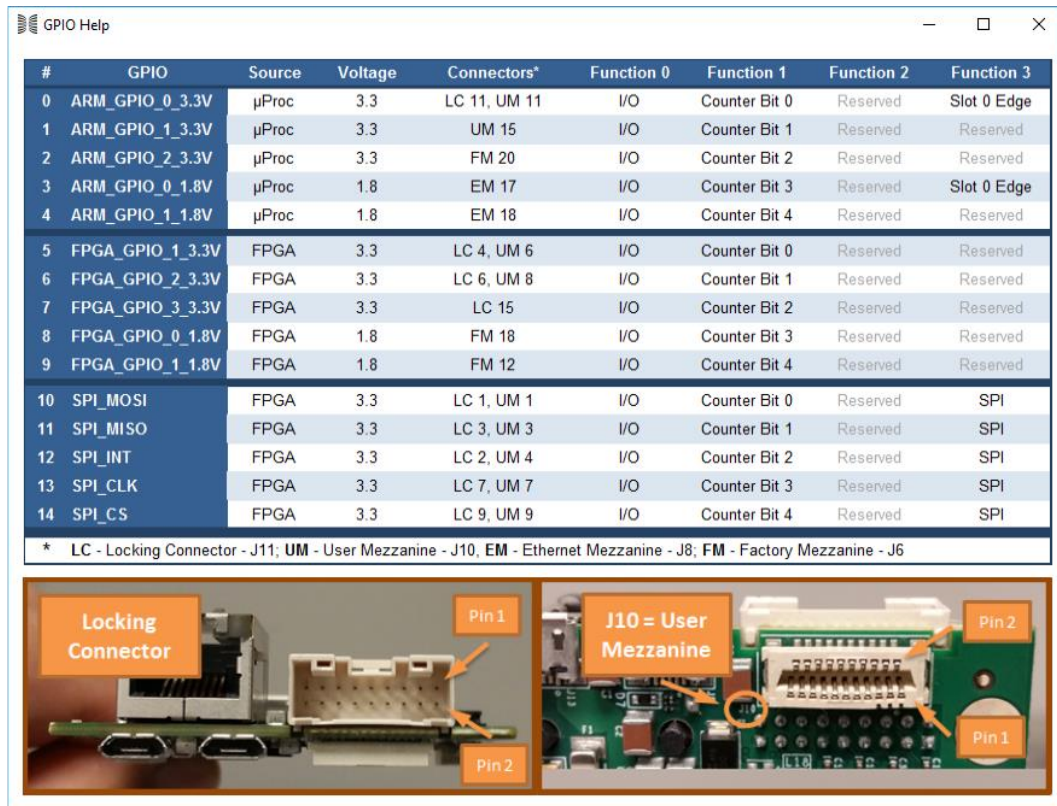 GPIO Help
# GPIO Source Voltage Connectors* Function 0 Function 1 Function 2 Function 3
0 ARM_GPIO_0_3.3V µProc 3.3 LC 11, UM 11 I/O Counter Bit 0 Reserved Slot 0 Edge
1 ARM_GPIO_1_3.3V µProc 3.3 UM 15 I/O Counter Bit 1 Reserved Reserved
2 ARM_GPIO_2_3.3V µProc 3.3 FM 20 I/O Counter Bit 2 Reserved Reserved
3 ARM_GPIO_0_1.8V µProc 1.8 EM 17 I/O Counter Bit 3 Reserved Slot 0 Edge
4 ARM_GPIO_1_1.8V µProc 1.8 EM 18 I/O Counter Bit 4 Reserved Reserved
5 FPGA_GPIO_1_3.3V FPGA 3.3 LC 4, UM 6 I/O Counter Bit 0 Reserved Reserved
6 FPGA_GPIO_2_3.3V FPGA 3.3 LC 6, UM 8 I/O Counter Bit 1 Reserved Reserved
7 FPGA_GPIO_3_3.3V FPGA 3.3 LC 15 I/O Counter Bit 2 Reserved Reserved
8 FPGA_GPIO_0_1.8V FPGA 1.8 FM 18 I/O Counter Bit 3 Reserved Reserved
9 FPGA_GPIO_1_1.8V FPGA 1.8 FM 12 I/O Counter Bit 4 Reserved Reserved
10 SPI_MOSI FPGA 3.3 LC 1, UM 1 I/O Counter Bit 0 Reserved SPI
11 SPI_MISO FPGA 3.3 LC 3, UM 3 I/O Counter Bit 1 Reserved SPI
12 SPI_INT FPGA 3.3 LC 2, UM 4 I/O Counter Bit 2 Reserved SPI
13 SPI_CLK FPGA 3.3 LC 7, UM 7 I/O Counter Bit 3 Reserved SPI
14 SPI_CS FPGA 3.3 LC 9, UM 9 I/O Counter Bit 4 Reserved SPI
* LC - Locking Connector - J11; UM - User Mezzanine - J10, EM - Ethernet Mezzanine - J8; FM - Factory Mezzanine - J6
Locking
Connector
Pin 1
Pin 2
J10 = User
Mezzanine
Pin 2
J13
D7
J10
F1
Pin 1
L18